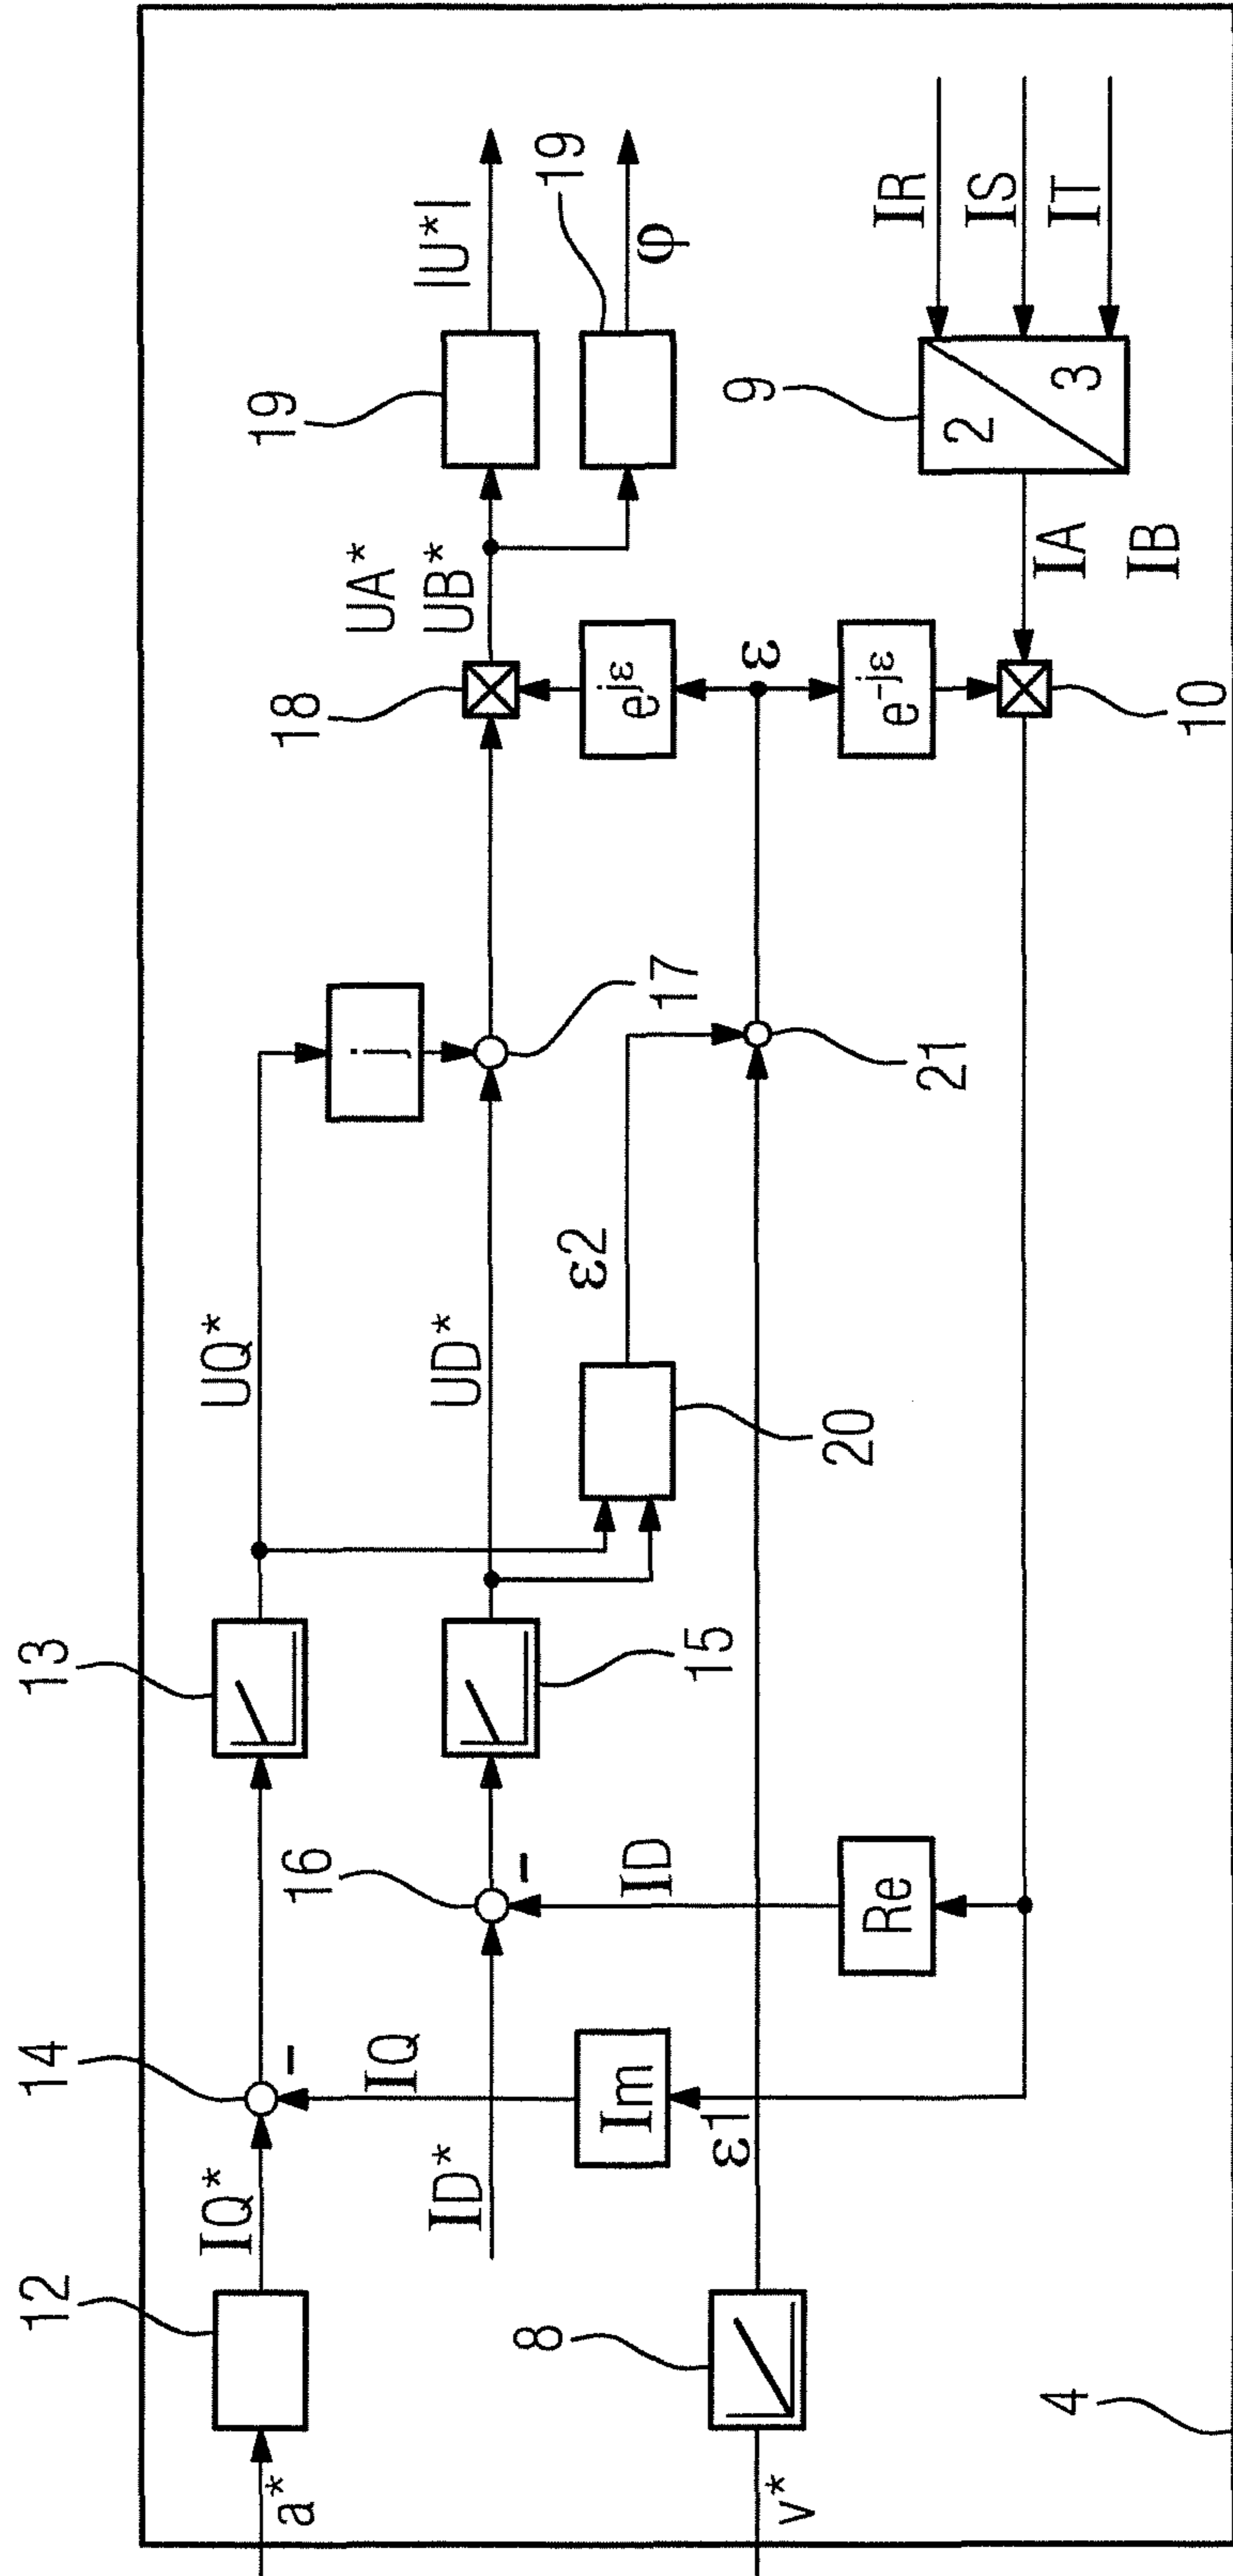 12
14
13
a*
IQ*
-
UQ*
j
16
-
ID*
IQ
ID
15
UD*
17
18
UA*
UB*
19
|U*|
19
φ
Im
20
ε2
e^jε
8
v*
ε1
21
ε
Re
e^-jε
9
2
3
IR
IS
IT
IA
IB
10
4